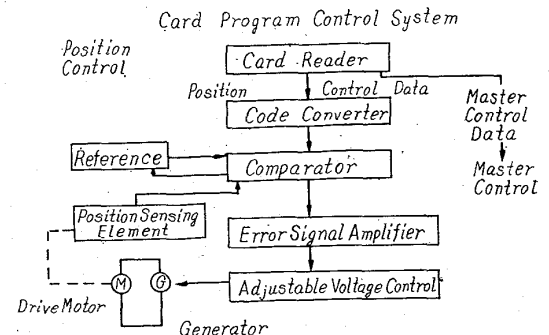 Card Program Control System
Position
Control
Card Reader
Position Control Data
Code Converter
Master
Control
Data
Reference
Comparator
Master
Control
Position Sensing
Element
Error Signal Amplifier
M
G
Adjustable Voltage Control
Drive Motor
Generator